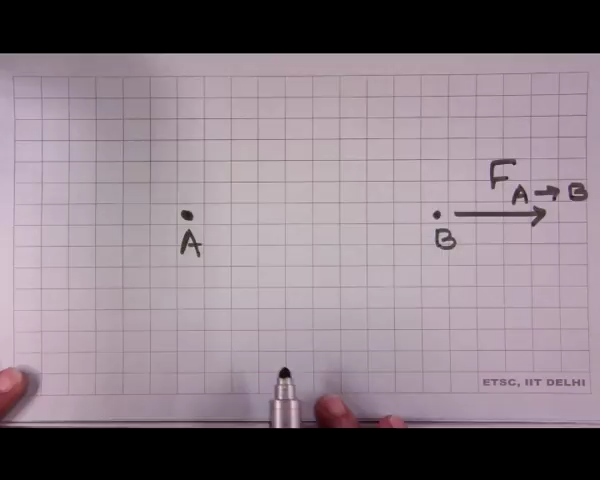 F A → B
A
B
ETSC, IIT DELHI